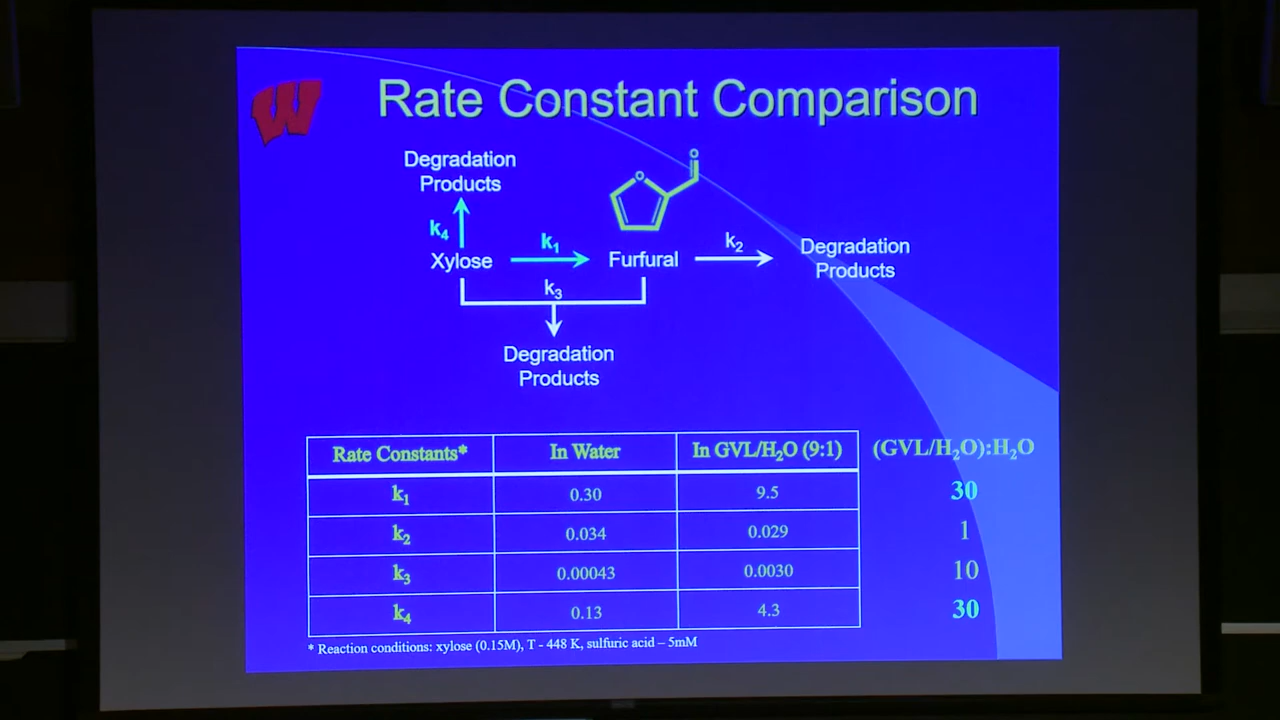 W
Rate Constant Comparison
Degradation
Products
O
O
k4
k1
k2
Xylose
Furfural
Degradation
Products
k3
Degradation
Products
Rate Constants* In Water In GVL/H2O (9:1) (GVL/H2O):H2O
k1 0.30 9.5 30
k2 0.034 0.029 1
k3 0.00043 0.0030 10
k4 0.13 4.3 30
* Reaction conditions: xylose (0.15M), T - 448 K, sulfuric acid – 5mM